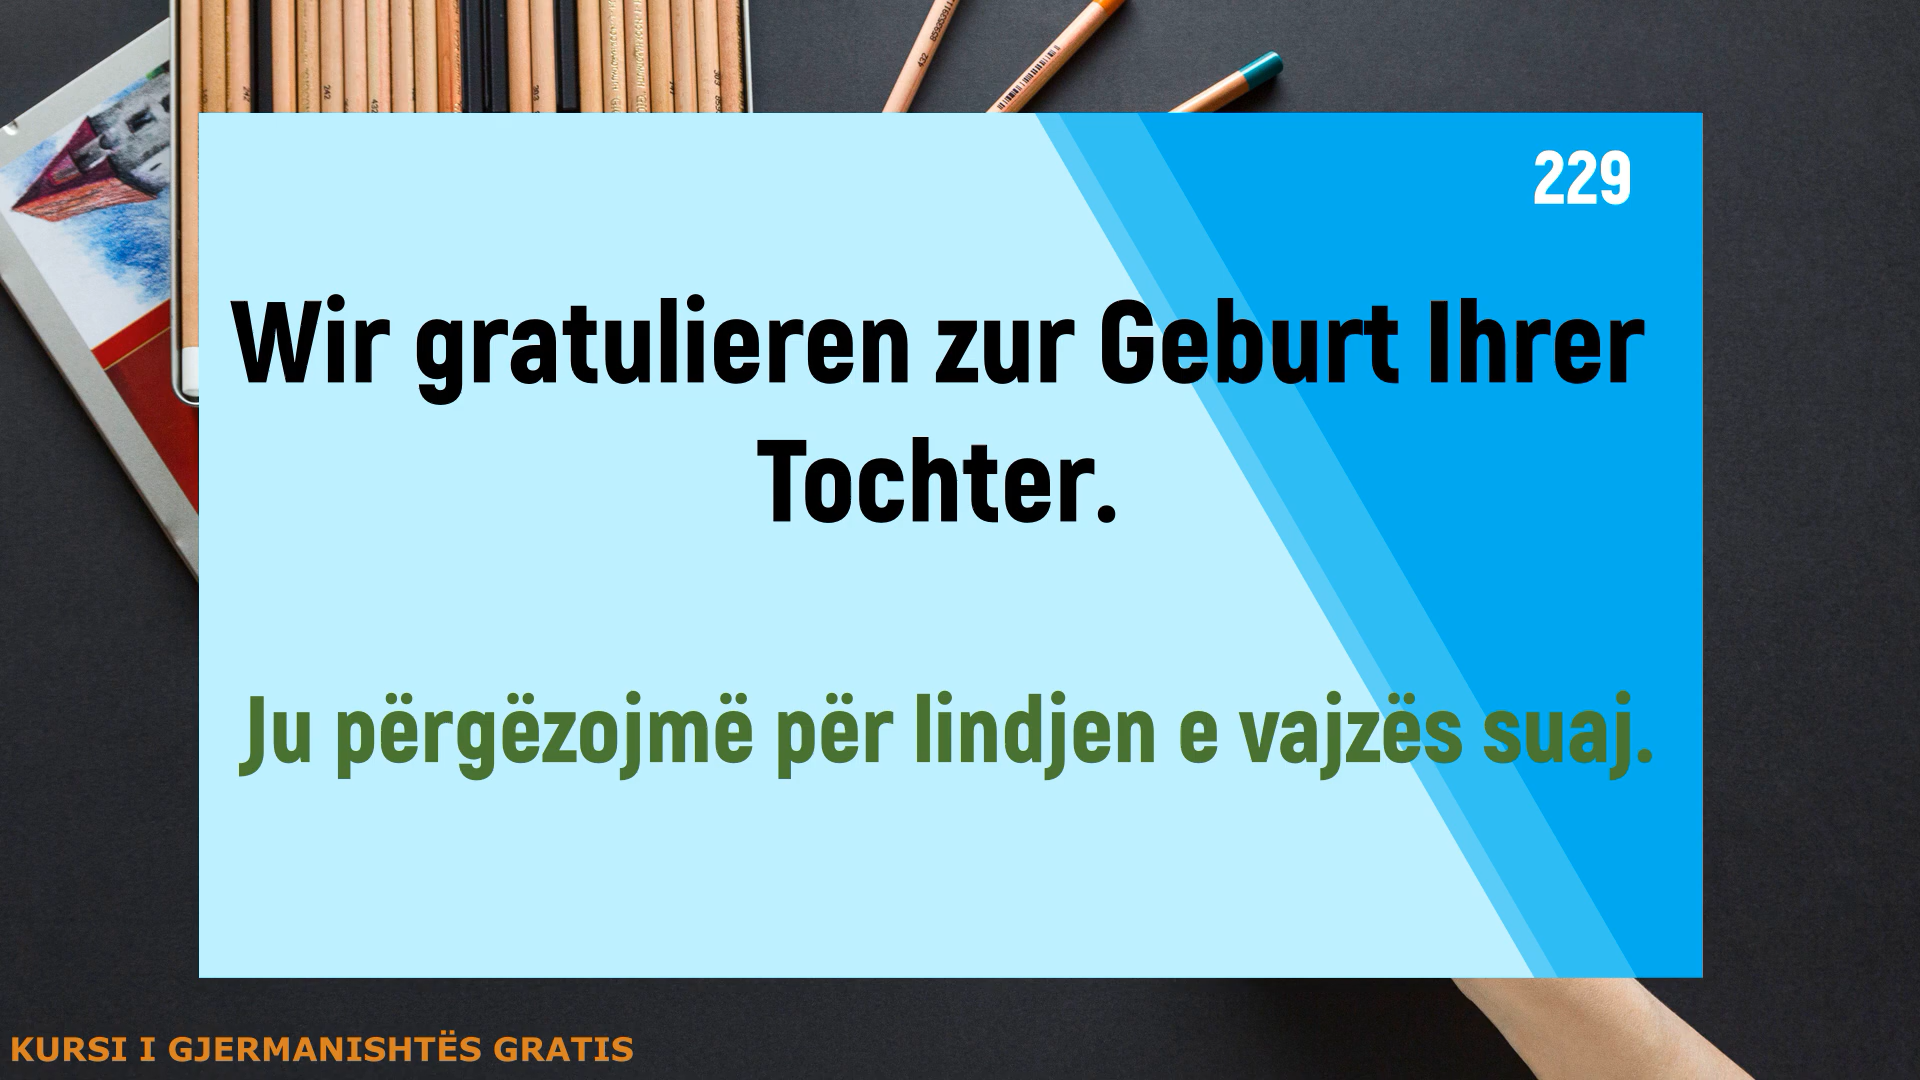 229
Wir gratulieren zur Geburt Ihrer
Tochter.
Ju përgëzojmë për lindjen e vajzës suaj.
KURSI I GJERMANISHTËS GRATIS